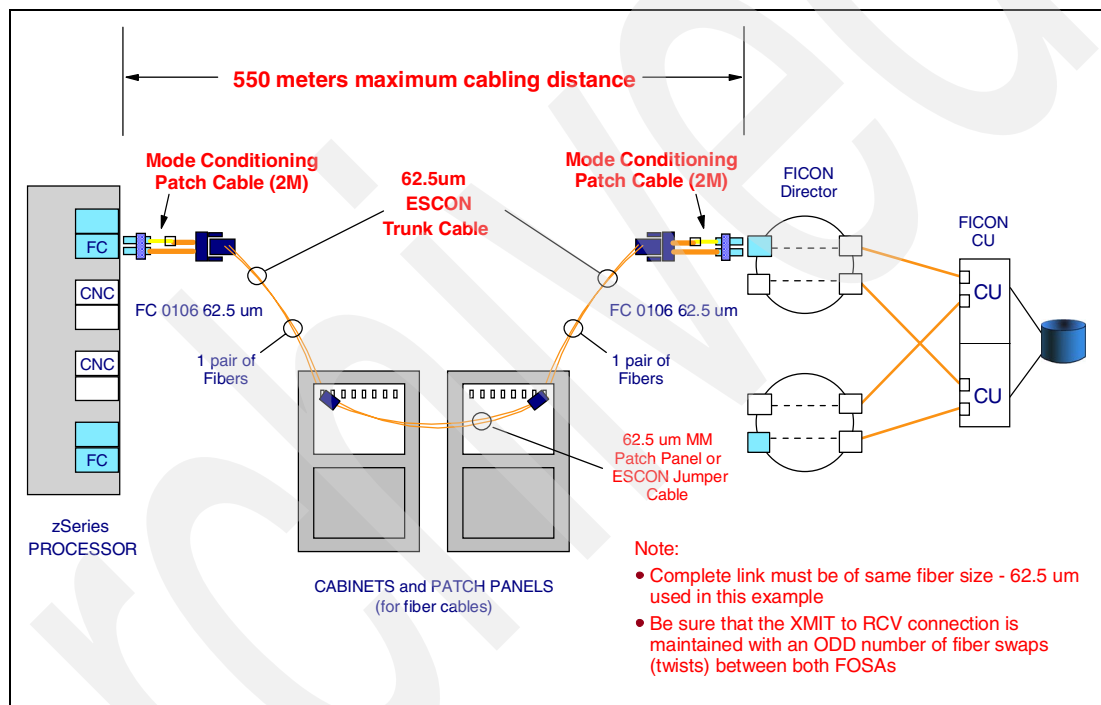 550 meters maximum cabling distance
Mode Conditioning
Patch Cable (2M)
62.5um
ESCON
Trunk Cable
Mode Conditioning
Patch Cable (2M)
FICON
Director
FICON
CU
FC
CNC
CNC
FC
FC 0106 62.5 um
FC 0106 62.5 um
1 pair of
Fibers
1 pair of
Fibers
CU
CU
62.5 um MM
Patch Panel or
ESCON Jumper
Cable
zSeries
PROCESSOR
CABINETS and PATCH PANELS
(for fiber cables)
Note:
• Complete link must be of same fiber size - 62.5 um
used in this example
• Be sure that the XMIT to RCV connection is
maintained with an ODD number of fiber swaps
(twists) between both FOSAs